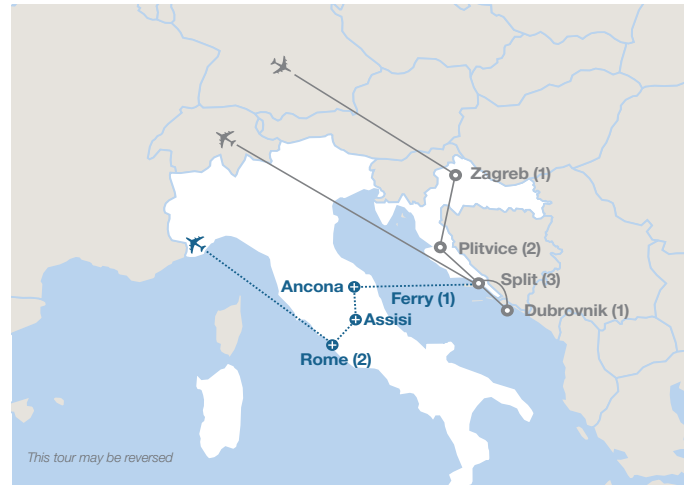 Zagreb (1)
Plitvice (2)
Split (3)
Ancona
Ferry (1)
Dubrovnik (1)
Assisi
Rome (2)
This tour may be reversed